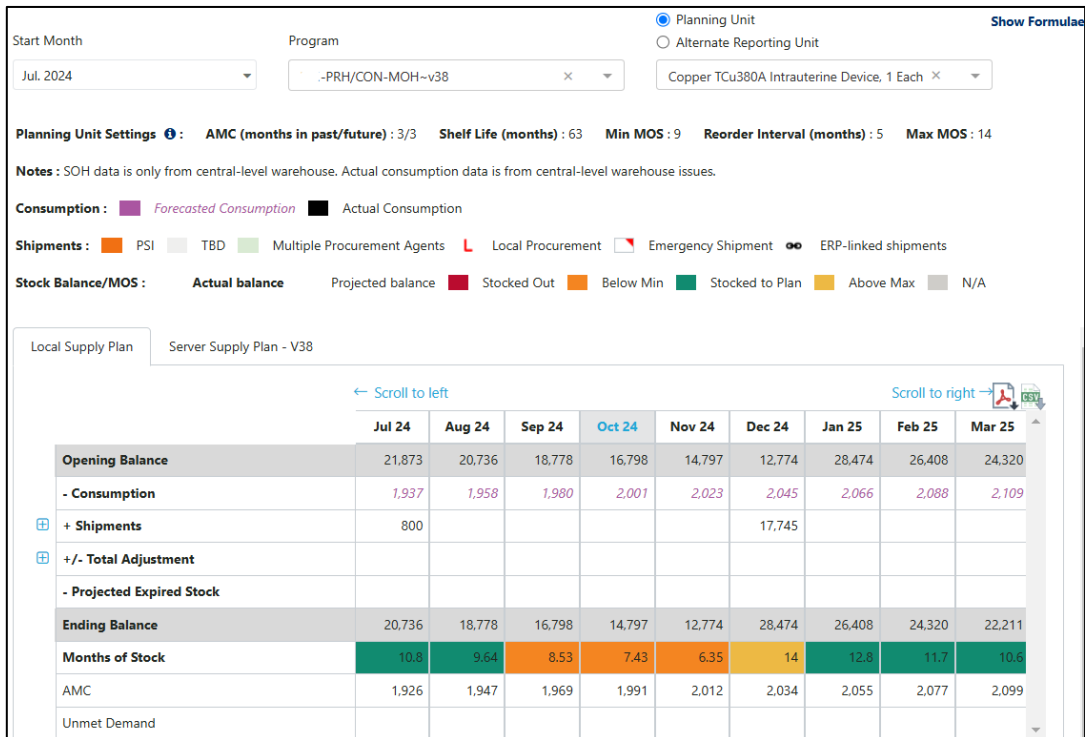 Planning Unit
Show Formulae
Start Month
Program
Alternate Reporting Unit
Jul. 2024
.-PRH/CON-MOH~v38 ×
Copper TCu380A Intrauterine Device, 1 Each ×
Planning Unit Settings i : AMC (months in past/future) : 3/3 Shelf Life (months) : 63 Min MOS : 9 Reorder Interval (months) : 5 Max MOS : 14
Notes : SOH data is only from central-level warehouse. Actual consumption data is from central-level warehouse issues.
Consumption : Forecasted Consumption Actual Consumption
Shipments : PSI TBD Multiple Procurement Agents L Local Procurement Emergency Shipment ERP-linked shipments
Stock Balance/MOS : Actual balance Projected balance Stocked Out Below Min Stocked to Plan Above Max N/A
Local Supply Plan Server Supply Plan - V38
← Scroll to left Scroll to right → CSV
Jul 24 Aug 24 Sep 24 Oct 24 Nov 24 Dec 24 Jan 25 Feb 25 Mar 25
Opening Balance 21,873 20,736 18,778 16,798 14,797 12,774 28,474 26,408 24,320
- Consumption 1,937 1,958 1,980 2,001 2,023 2,045 2,066 2,088 2,109
+ Shipments 800 17,745
+/- Total Adjustment
- Projected Expired Stock
Ending Balance 20,736 18,778 16,798 14,797 12,774 28,474 26,408 24,320 22,211
Months of Stock 10.8 9.64 8.53 7.43 6.35 14 12.8 11.7 10.6
AMC 1,926 1,947 1,969 1,991 2,012 2,034 2,055 2,077 2,099
Unmet Demand